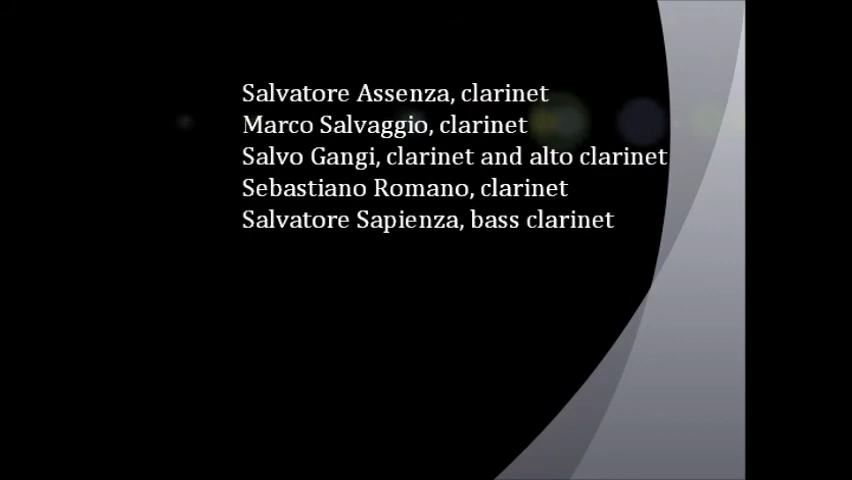 Salvatore Assenza, clarinet
Marco Salvaggio, clarinet
Salvo Gangi, clarinet and alto clarinet
Sebastiano Romano, clarinet
Salvatore Sapienza, bass clarinet